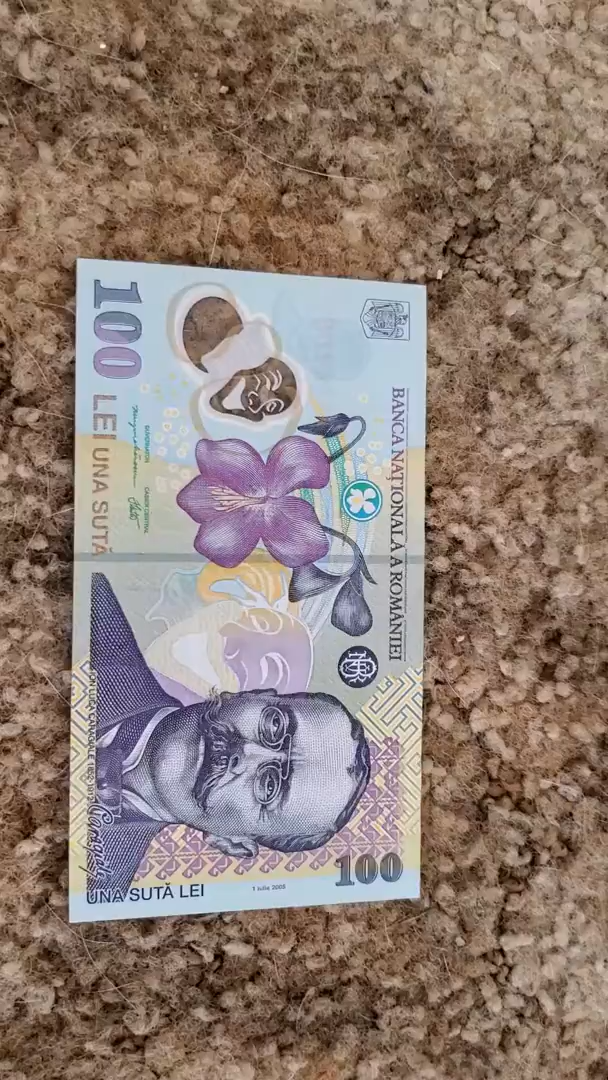 BANCA NAȚIONALĂ A ROMÂNIEI
100 LEI UNA SUTĂ
GUVERNATOR
CASIER CENTRAL
ION LUCA CARAGIALE 1852-1912
100
UNA SUTĂ LEI
1 iulie 2005